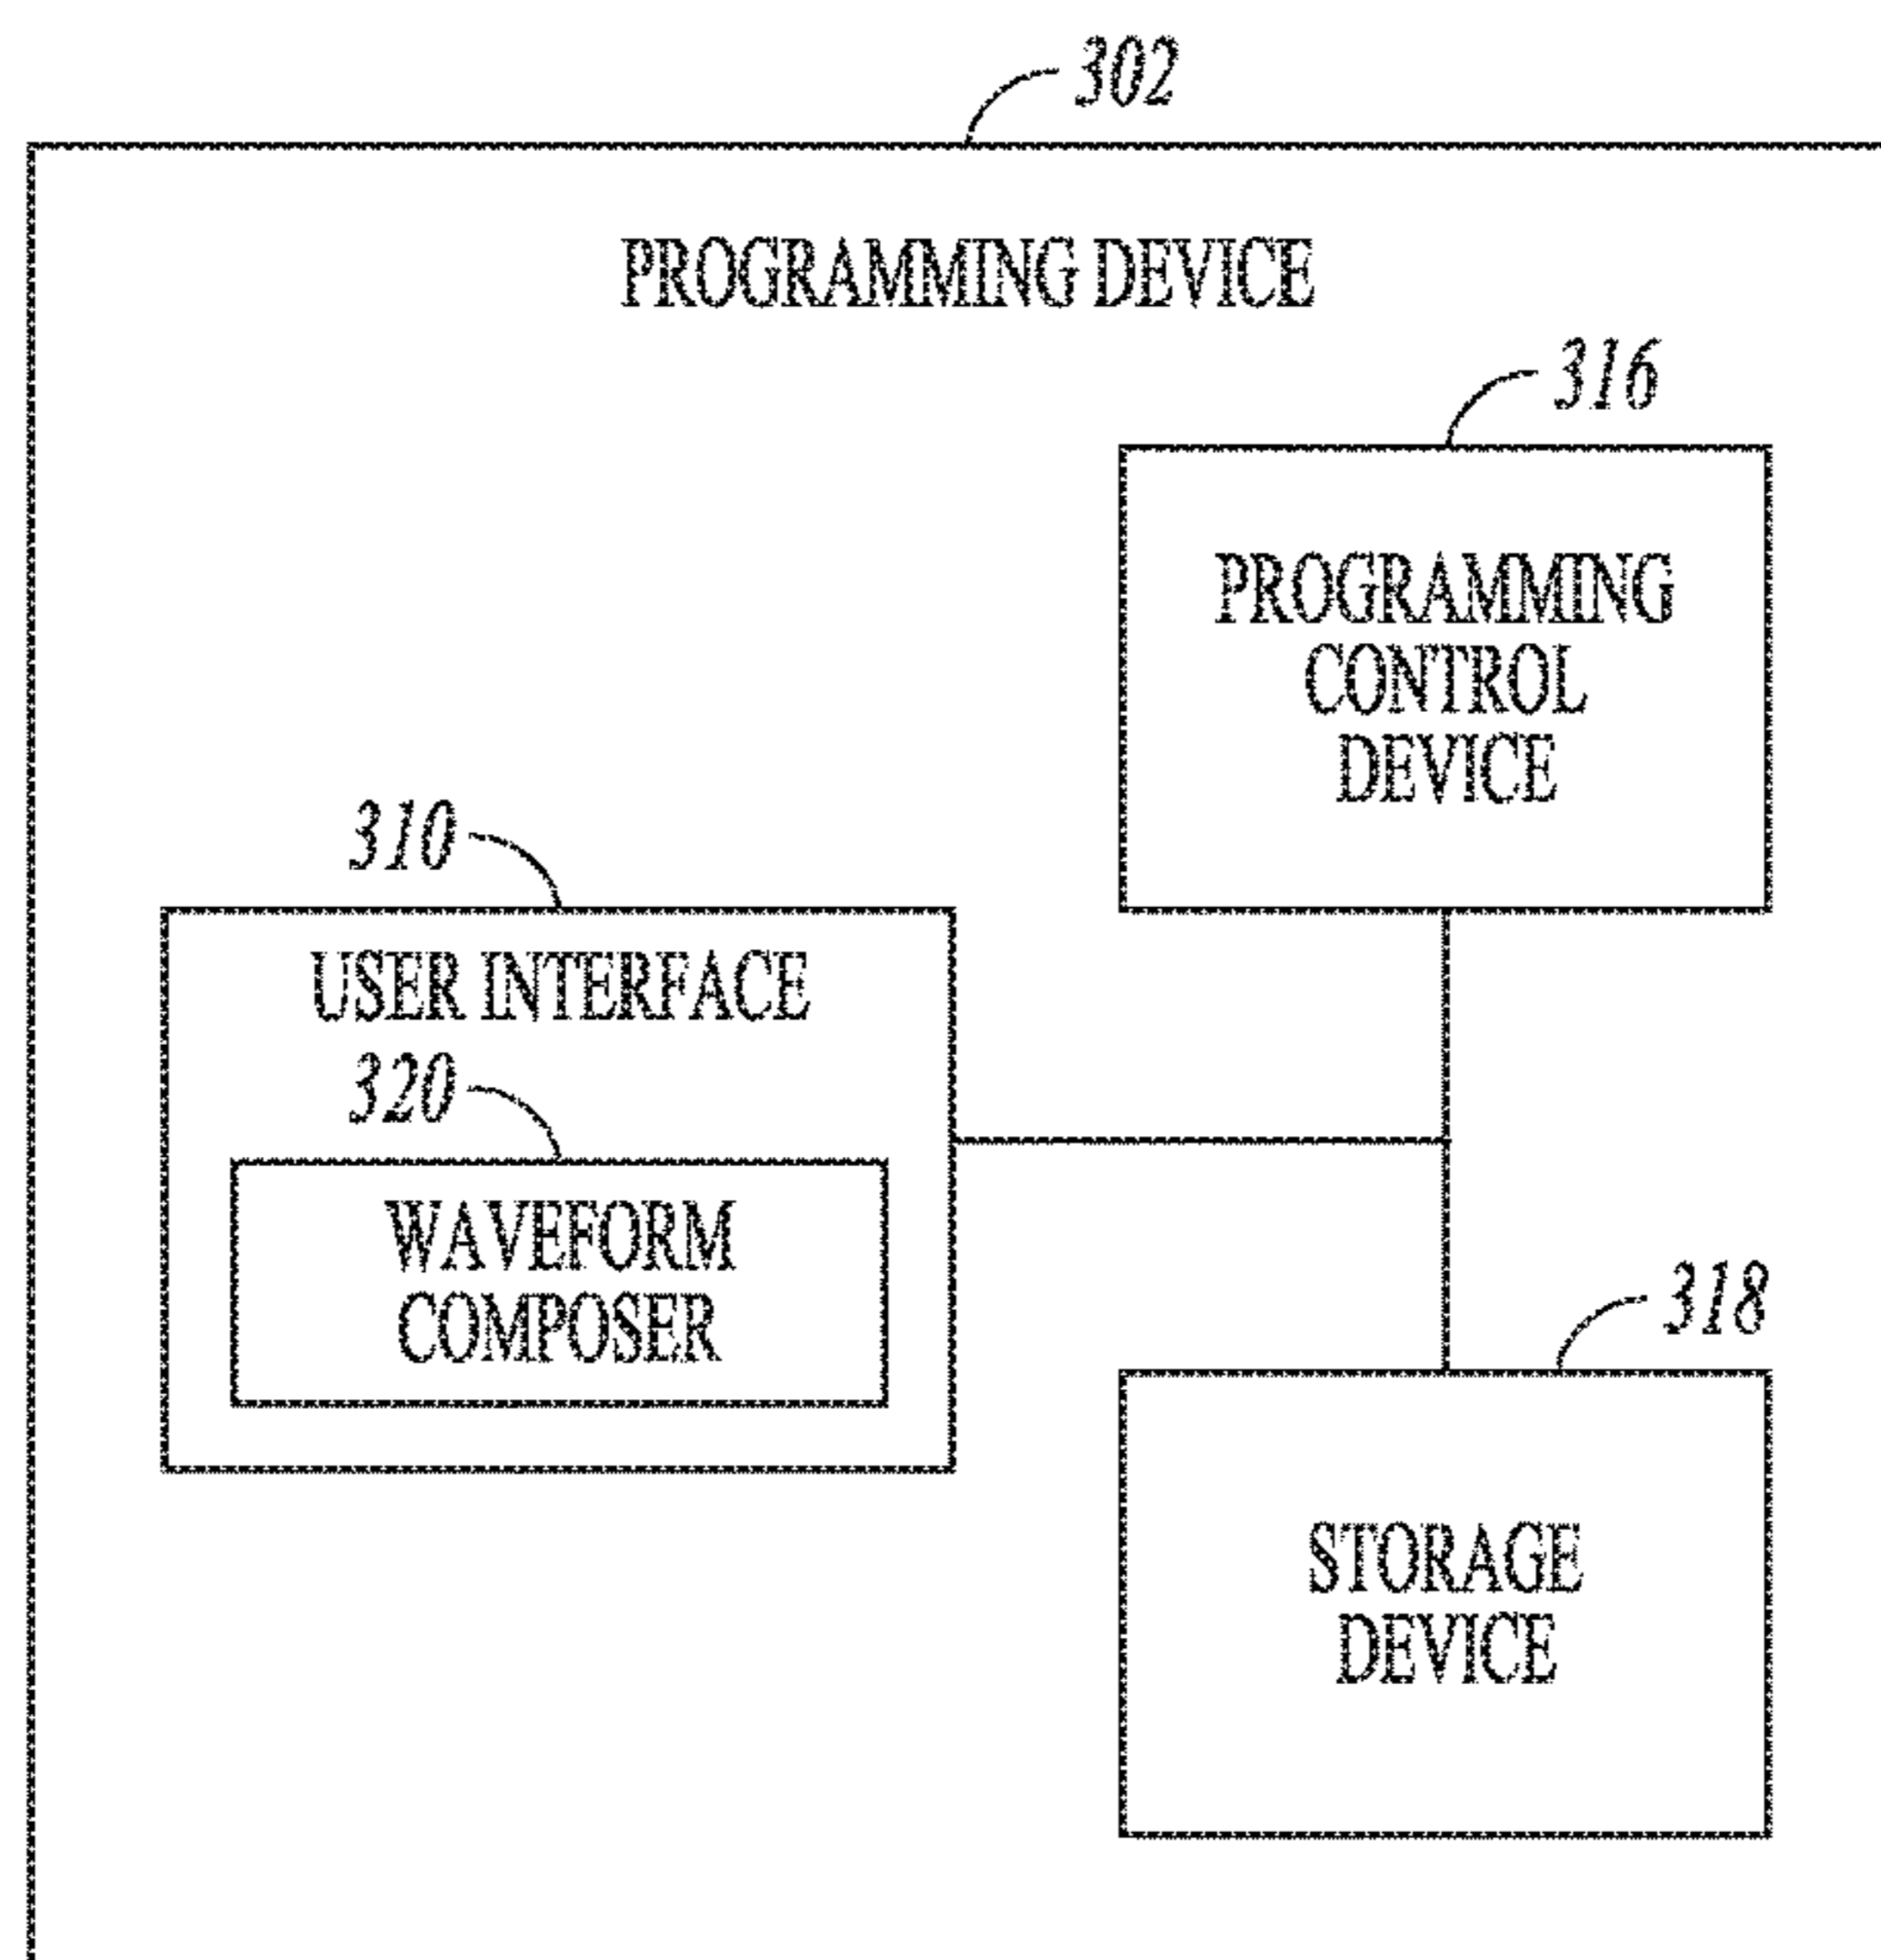 302
PROGRAMMING DEVICE
316
PROGRAMMING
CONTROL
DEVICE
310
USER INTERFACE
320
WAVEFORM
COMPOSER
318
STORAGE
DEVICE